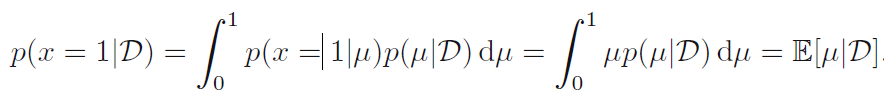 p(x = 1|𝒟) = ∫₀¹ p(x = 1|μ)p(μ|𝒟) dμ = ∫₀¹ μp(μ|𝒟) dμ = 𝔼[μ|𝒟].